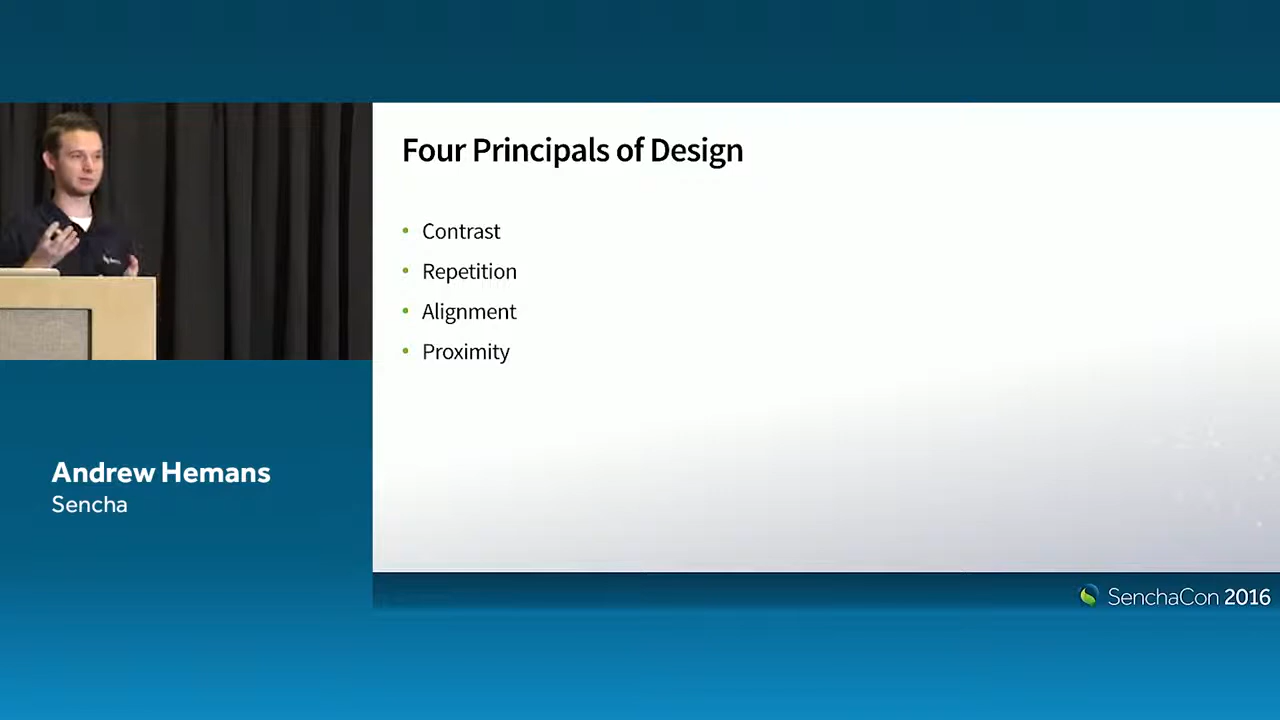 Four Principals of Design
• Contrast
• Repetition
• Alignment
• Proximity
Andrew Hemans
Sencha
SenchaCon 2016